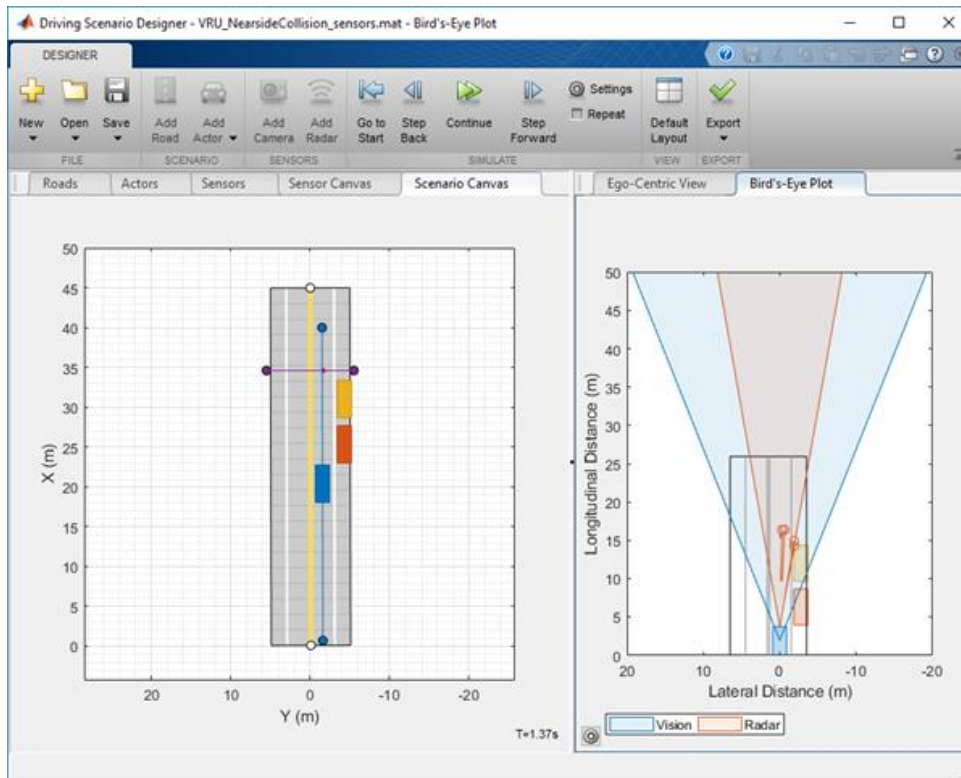 Driving Scenario Designer - VRU_NearsideCollision_sensors.mat - Bird's-Eye Plot
DESIGNER
New Open Save Add Road Add Actor Add Camera Add Radar Go to Start Step Back Continue Step Forward Settings Repeat Default Layout Export
FILE SCENARIO SENSORS SIMULATE VIEW EXPORT
Roads Actors Sensors Sensor Canvas Scenario Canvas Ego-Centric View Bird's-Eye Plot
50
45
40
35
30
25
20
15
10
5
0
X (m)
20 10 0 -10 -20
Y (m)
T=1.37s
50
45
40
35
30
25
20
15
10
5
0
Longitudinal Distance (m)
20 10 0 -10 -20
Lateral Distance (m)
Vision Radar